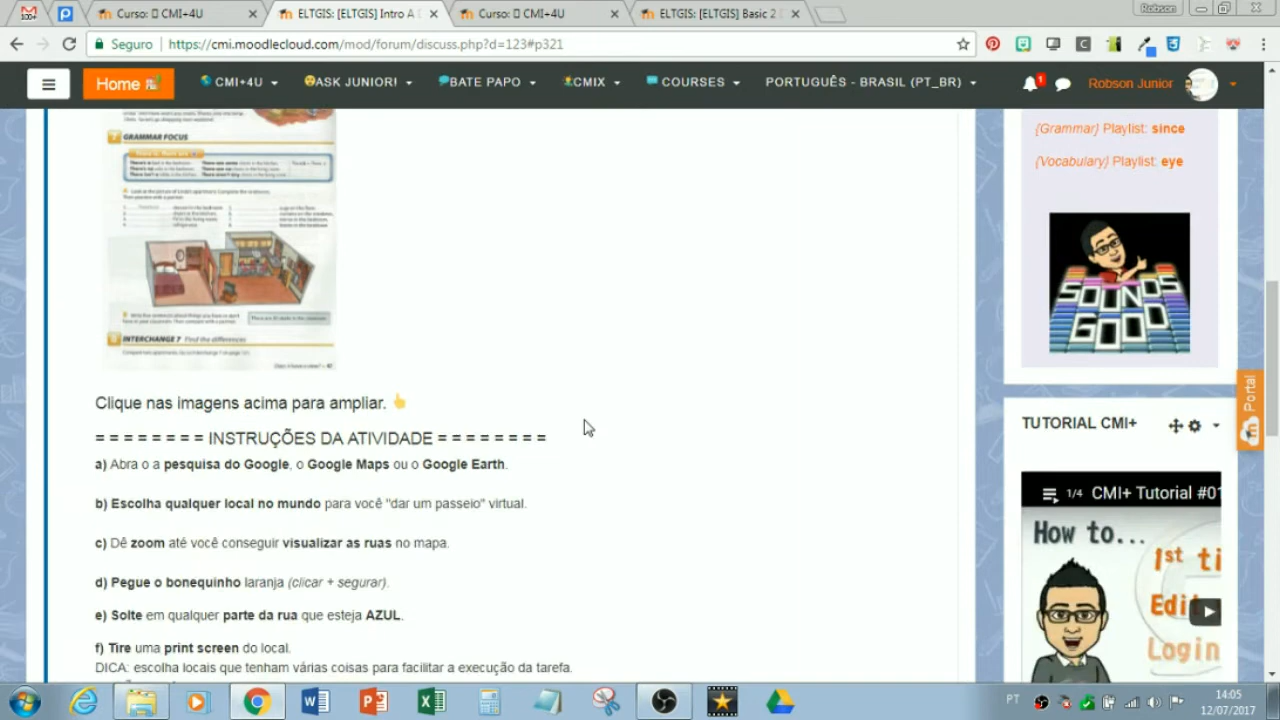 100+
Curso: CMI+4U
ELTGIS: [ELTGIS] Intro A [
Curso: CMI+4U
ELTGIS: [ELTGIS] Basic 2 [
Robson
Seguro https://cmi.moodlecloud.com/mod/forum/discuss.php?d=123#p321
Home
CMI+4U
ASK JUNIOR!
BATE PAPO
CMIX
COURSES
PORTUGUÊS - BRASIL (PT_BR)
1
Robson Junior
GRAMMAR FOCUS
INTERCHANGE 7 Find the differences
Clique nas imagens acima para ampliar.
= = = = = = = = INSTRUÇÕES DA ATIVIDADE = = = = = = = =
a) Abra o a pesquisa do Google, o Google Maps ou o Google Earth.
b) Escolha qualquer local no mundo para você "dar um passeio" virtual.
c) Dê zoom até você conseguir visualizar as ruas no mapa.
d) Pegue o bonequinho laranja (clicar + segurar).
e) Solte em qualquer parte da rua que esteja AZUL.
f) Tire uma print screen do local.
DICA: escolha locais que tenham várias coisas para facilitar a execução da tarefa.
(Grammar) Playlist: since
(Vocabulary) Playlist: eye
SOUNDS
GOOD
Portal
TUTORIAL CMI+
1/4 CMI+ Tutorial #01
How to...
1st ti
Edit
Login
PT
14:05
12/07/2017